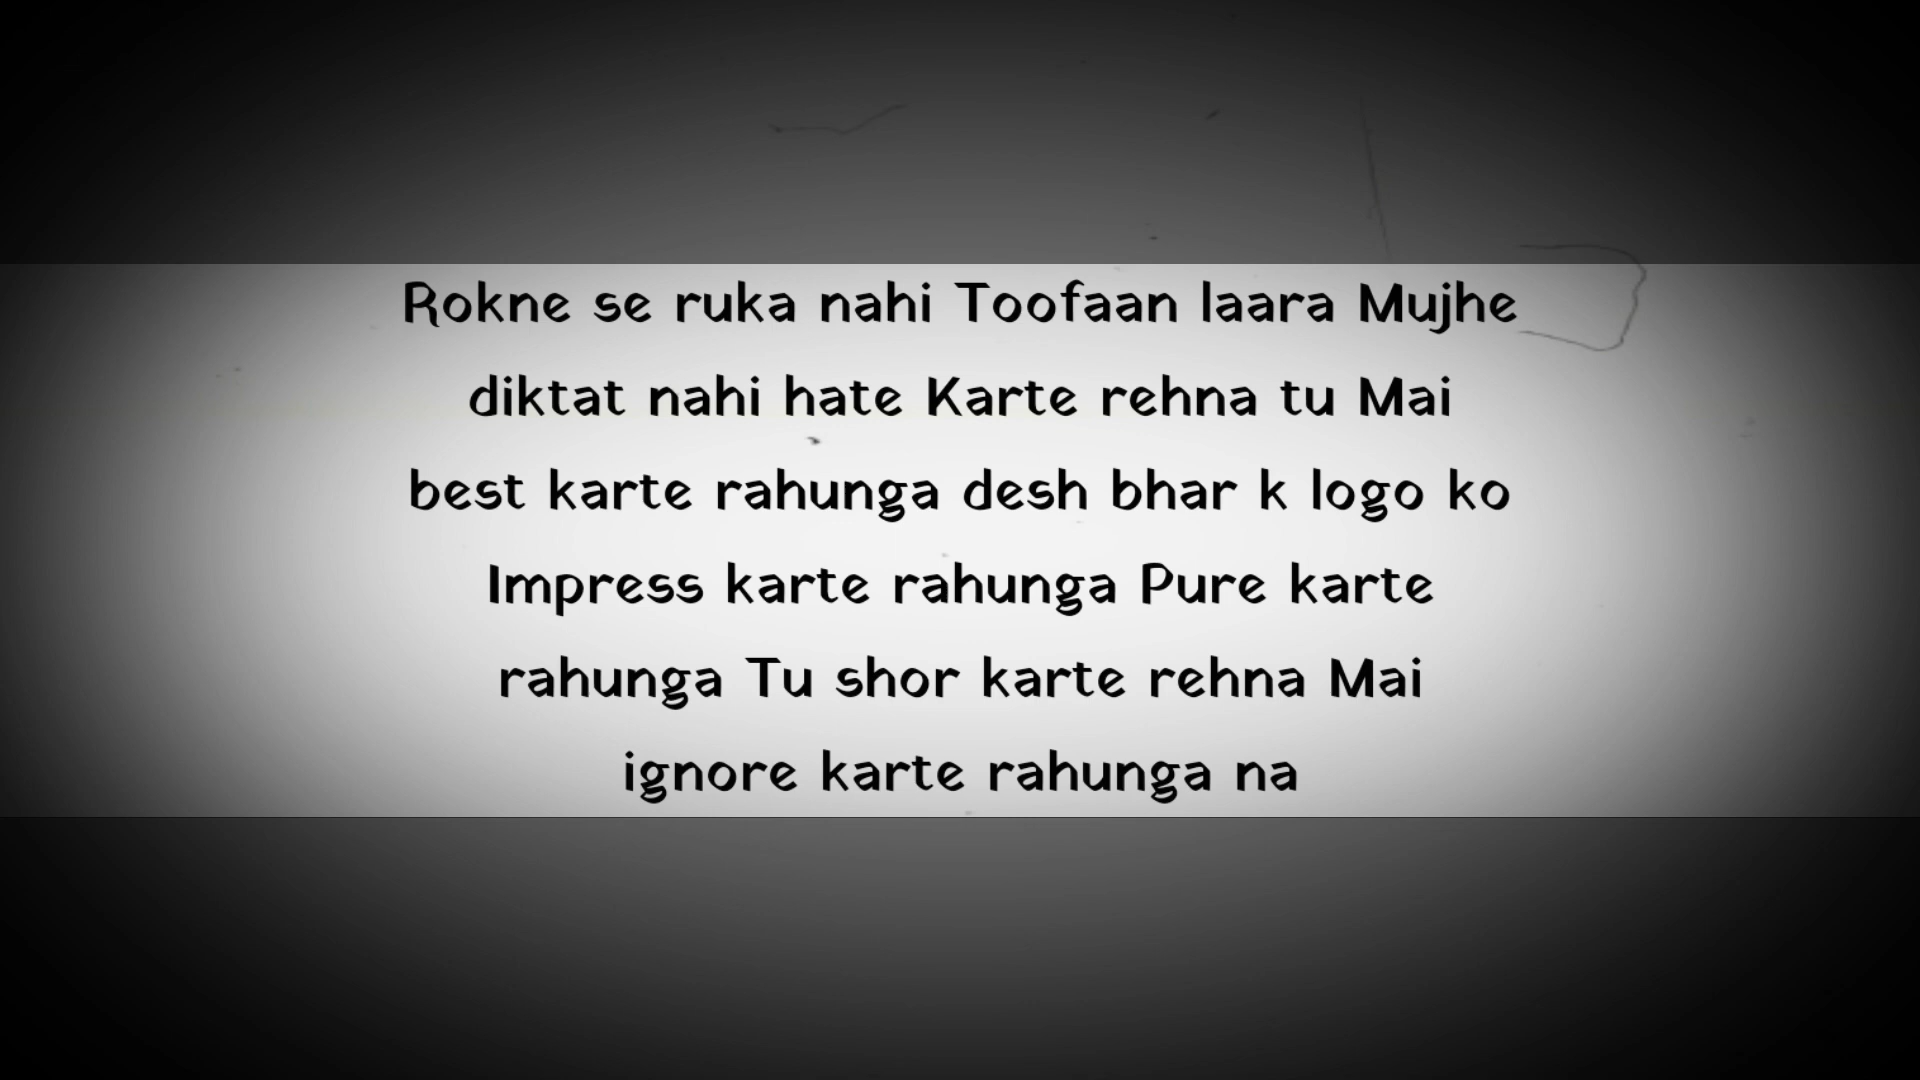 Rokne se ruka nahi Toofaan laara Mujhe
diktat nahi hate Karte rehna tu Mai
best karte rahunga desh bhar k logo ko
Impress karte rahunga Pure karte
rahunga Tu shor karte rehna Mai
ignore karte rahunga na